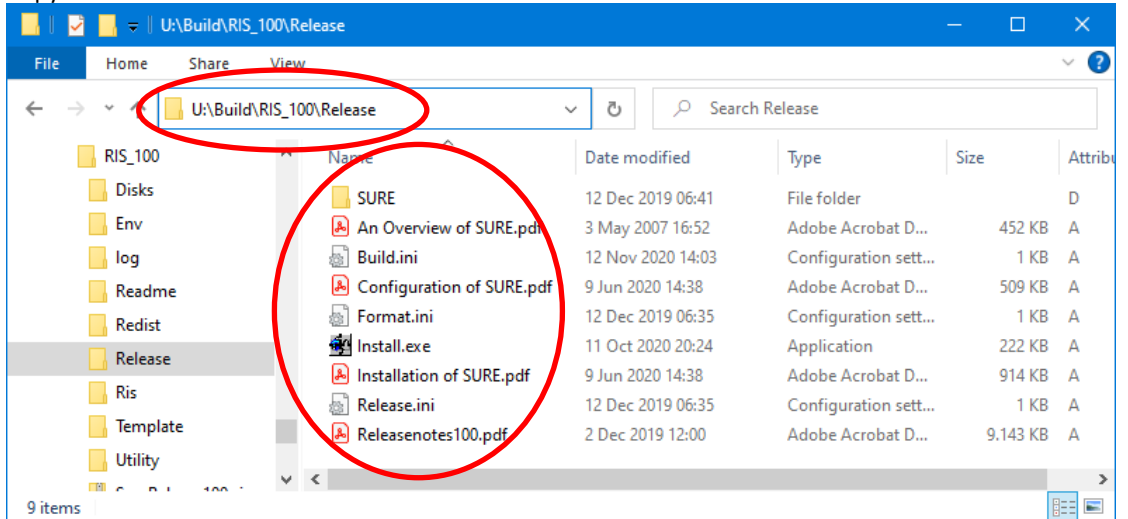 U:\Build\RIS_100\Release
File Home Share View
U:\Build\RIS_100\Release Search Release
RIS_100 Name Date modified Type Size Attribu
Disks SURE 12 Dec 2019 06:41 File folder D
Env An Overview of SURE.pdf 3 May 2007 16:52 Adobe Acrobat D... 452 KB A
log Build.ini 12 Nov 2020 14:03 Configuration sett... 1 KB A
Readme Configuration of SURE.pdf 9 Jun 2020 14:38 Adobe Acrobat D... 509 KB A
Redist Format.ini 12 Dec 2019 06:35 Configuration sett... 1 KB A
Release Install.exe 11 Oct 2020 20:24 Application 222 KB A
Ris Installation of SURE.pdf 9 Jun 2020 14:38 Adobe Acrobat D... 914 KB A
Template Release.ini 12 Dec 2019 06:35 Configuration sett... 1 KB A
Utility Releasenotes100.pdf 2 Dec 2019 12:00 Adobe Acrobat D... 9.143 KB A
9 items